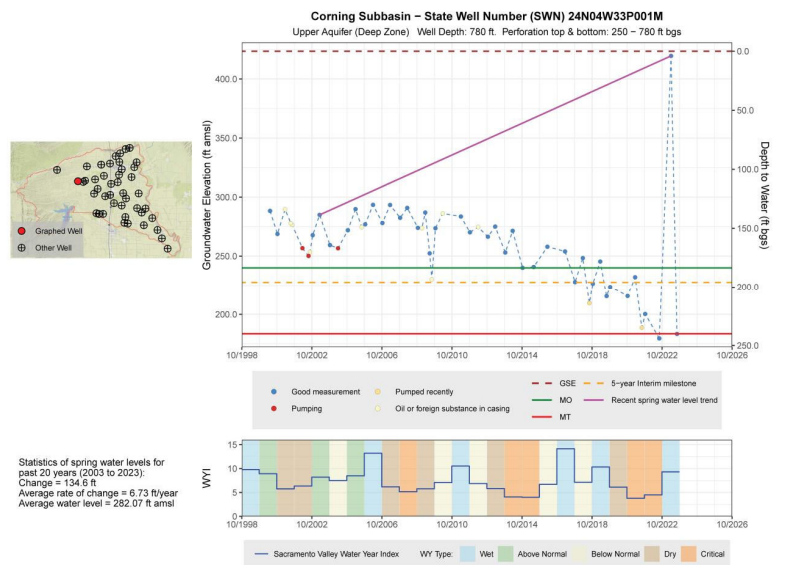 Corning Subbasin − State Well Number (SWN) 24N04W33P001M
Upper Aquifer (Deep Zone) Well Depth: 780 ft. Perforation top & bottom: 250 − 780 ft bgs
Groundwater Elevation (ft amsl)
400.0
350.0
300.0
250.0
200.0
0.0
50.0
100.0
150.0
200.0
250.0
Depth to Water (ft bgs)
10/1998 10/2002 10/2006 10/2010 10/2014 10/2018 10/2022 10/2026
Graphed Well
Other Well
Good measurement
Pumping
Pumped recently
Oil or foreign substance in casing
GSE
MO
MT
5−year Interim milestone
Recent spring water level trend
Statistics of spring water levels for
past 20 years (2003 to 2023):
Change = 134.6 ft
Average rate of change = 6.73 ft/year
Average water level = 282.07 ft amsl
WYI
15
10
5
0
10/1998 10/2002 10/2006 10/2010 10/2014 10/2018 10/2022 10/2026
Sacramento Valley Water Year Index WY Type: Wet Above Normal Below Normal Dry Critical